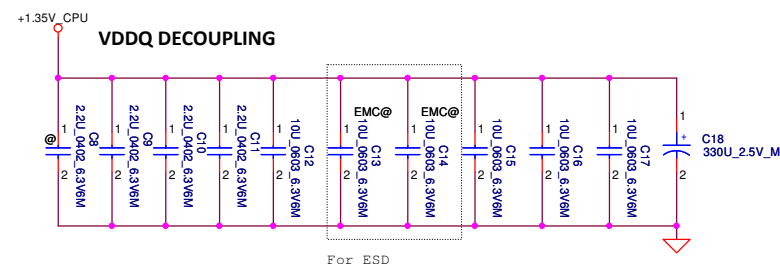 +1.35V_CPU
VDDQ DECOUPLING
@
1
2
C8
2.2U_0402_6.3V6M
1
2
C9
2.2U_0402_6.3V6M
1
2
C10
2.2U_0402_6.3V6M
1
2
C11
2.2U_0402_6.3V6M
1
2
C12
10U_0603_6.3V6M
EMC@
1
2
C13
10U_0603_6.3V6M
EMC@
1
2
C14
10U_0603_6.3V6M
1
2
C15
10U_0603_6.3V6M
1
2
C16
10U_0603_6.3V6M
1
2
C17
10U_0603_6.3V6M
1
+
2
C18
330U_2.5V_M
For ESD